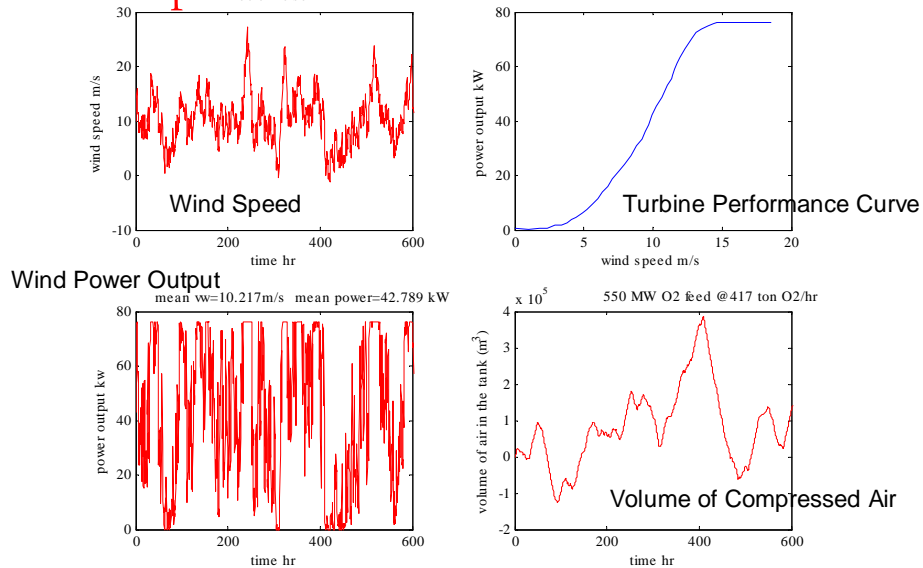 30
20
10
0
-10
wind speed m/s
Wind Speed
0
200
400
600
time hr
80
60
40
20
0
power output kW
Turbine Performance Curve
0
5
10
15
20
wind speed m/s
Wind Power Output
mean vw=10.217m/s mean power=42.789 kW
80
60
40
20
0
power output kw
0
200
400
600
time hr
x 10^5
550 MW O2 feed @417 ton O2/hr
4
3
2
1
0
-1
-2
volume of air in the tank (m³)
Volume of Compressed Air
0
200
400
600
time hr